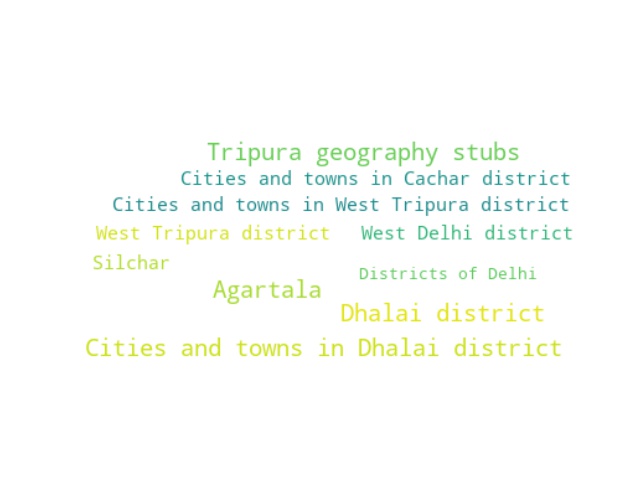 Tripura geography stubs
Cities and towns in Cachar district
Cities and towns in West Tripura district
West Tripura district West Delhi district
Silchar
Districts of Delhi
Agartala
Dhalai district
Cities and towns in Dhalai district